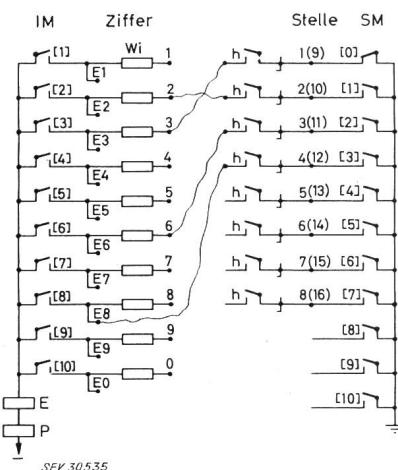 IM Ziffer Stelle SM
[1] Wi 1 h 1(9) [0]
E1
[2] 2 h 2(10) [1]
E2
[3] 3 h 3(11) [2]
E3
[4] 4 h 4(12) [3]
E4
[5] 5 h 5(13) [4]
E5
[6] 6 h 6(14) [5]
E6
[7] 7 h 7(15) [6]
E7
[8] 8 h 8(16) [7]
E8
[9] 9 [8]
E9
[10] 0 [9]
E0
[10]
E
P
SEV 30535